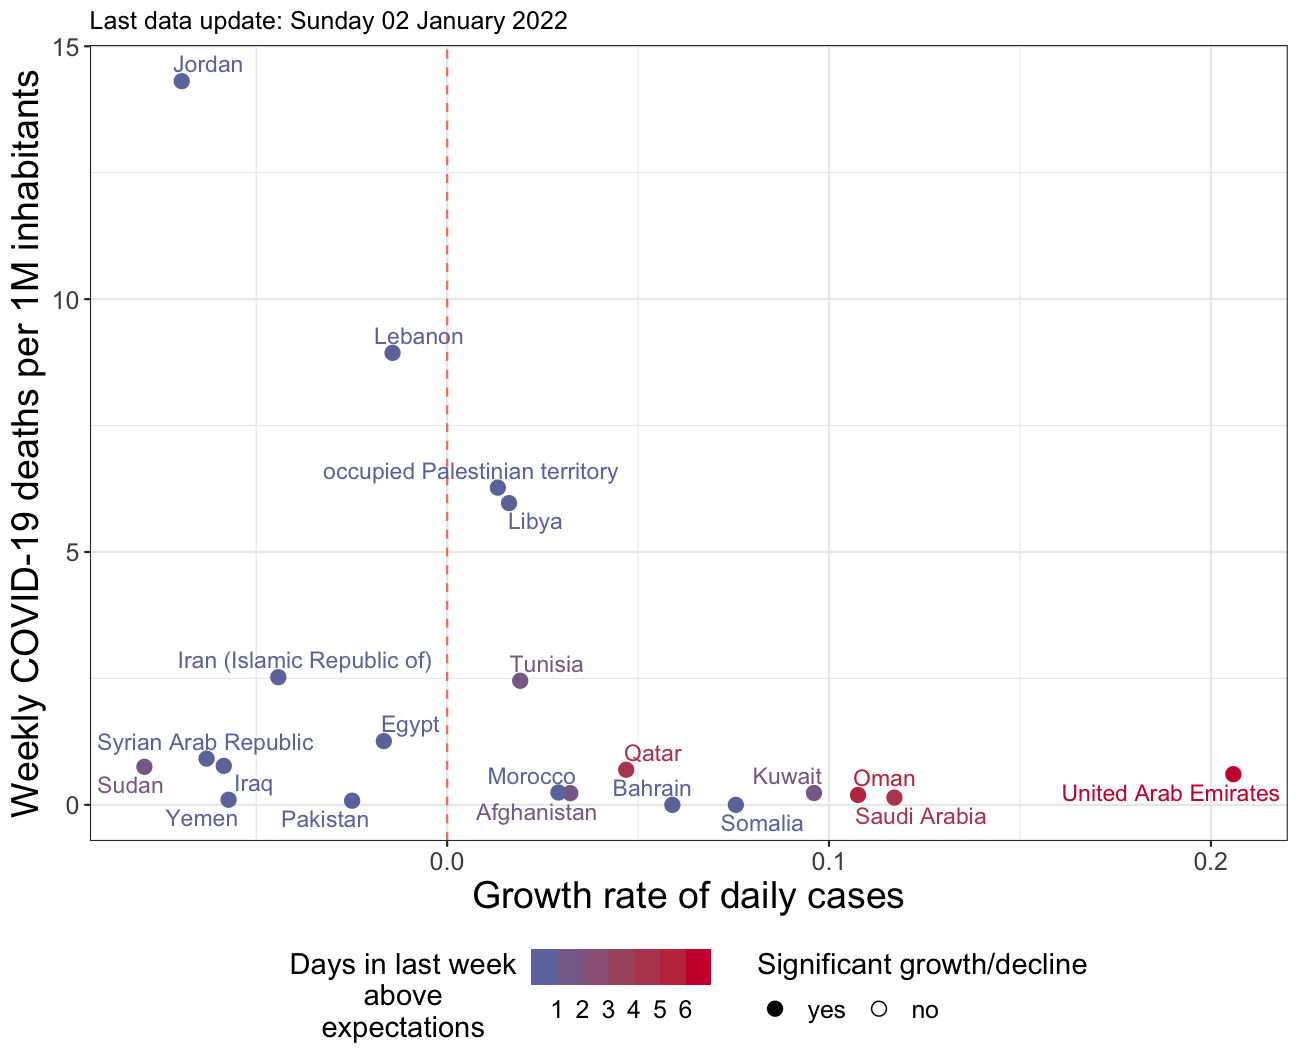 Last data update: Sunday 02 January 2022
15
Jordan
10
Lebanon
occupied Palestinian territory
Libya
5
Iran (Islamic Republic of)
Tunisia
Egypt
Syrian Arab Republic
Qatar
Sudan
Iraq
Morocco
Bahrain
Kuwait
Oman
United Arab Emirates
0
Yemen
Pakistan
Afghanistan
Somalia
Saudi Arabia
Weekly COVID-19 deaths per 1M inhabitants
0.0
0.1
0.2
Growth rate of daily cases
Days in last week
above
expectations
1 2 3 4 5 6
Significant growth/decline
yes no